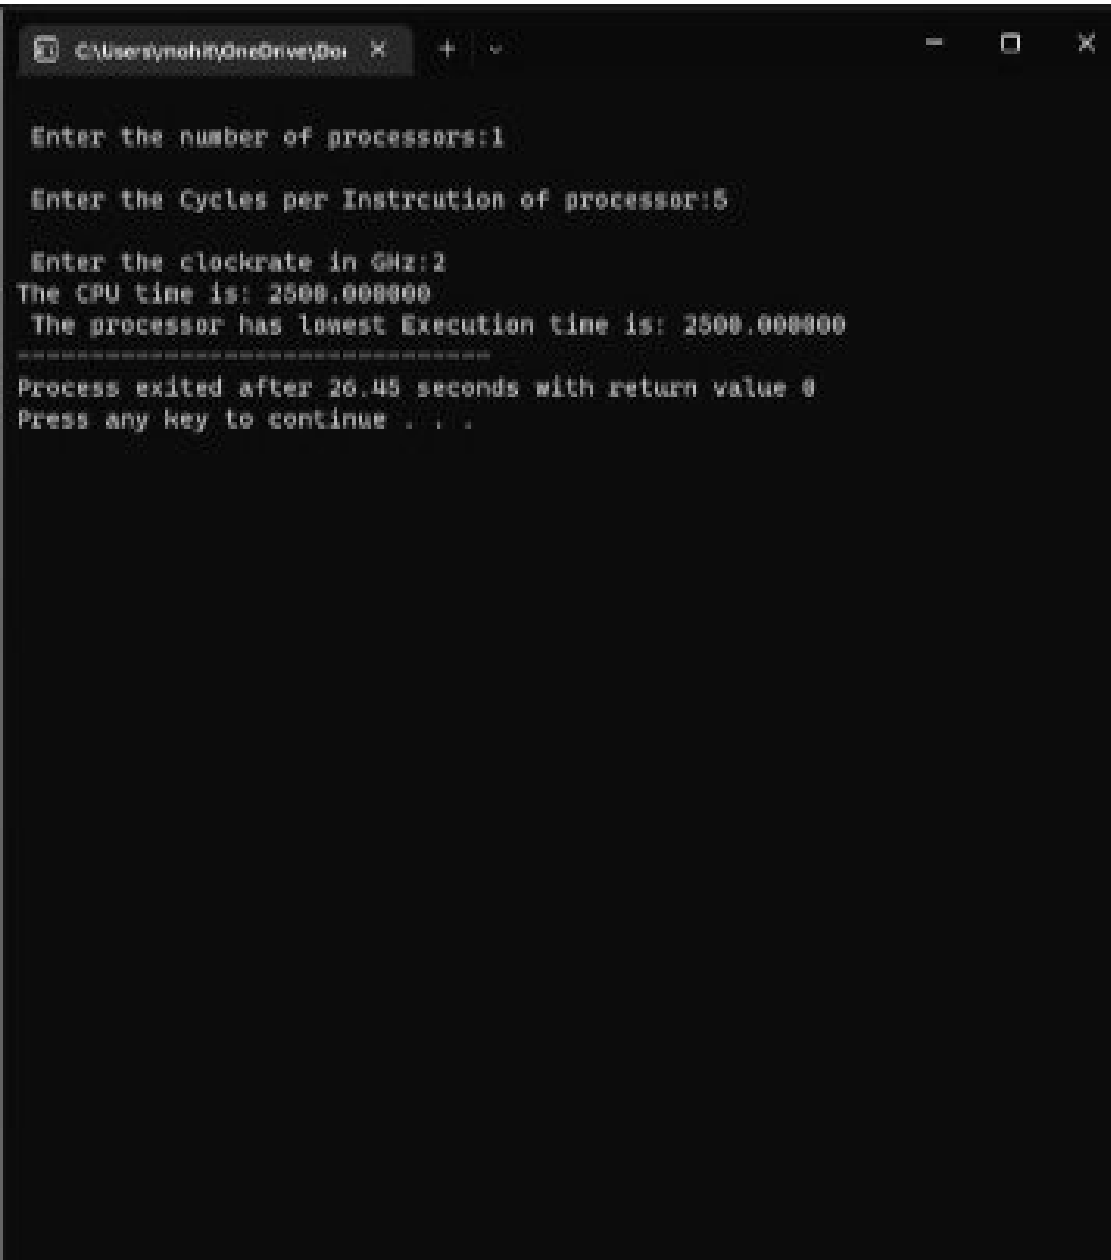 C:\Users\mohit\OneDrive\Do
Enter the number of processors:1
Enter the Cycles per Instrcution of processor:5
Enter the clockrate in GHz:2
The CPU time is: 2500.000000
The processor has lowest Execution time is: 2500.000000
--------------------------------
Process exited after 26.45 seconds with return value 0
Press any key to continue . . .